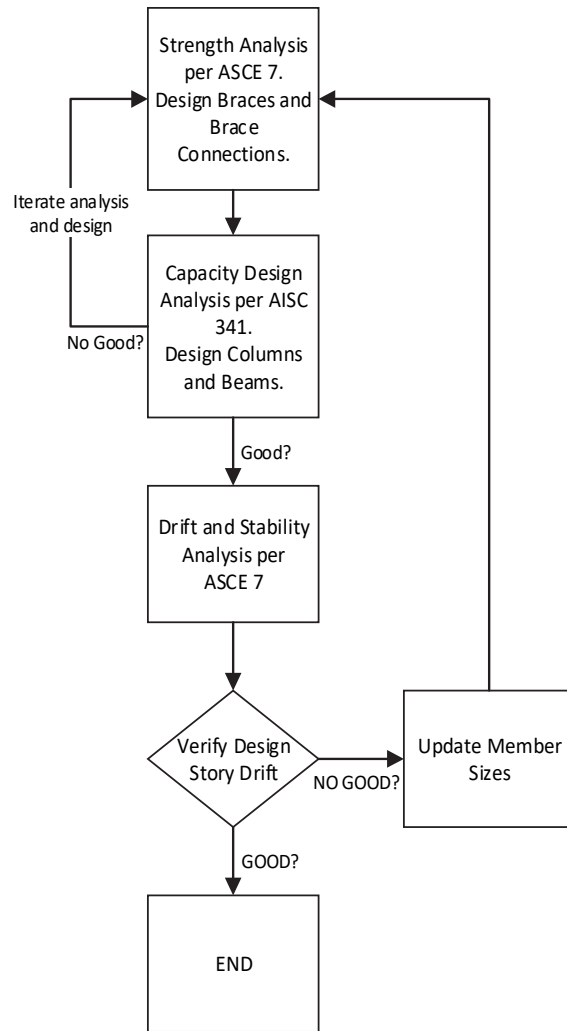 Strength Analysis
per ASCE 7.
Design Braces and
Brace
Connections.
Iterate analysis
and design
Capacity Design
Analysis per AISC
341.
Design Columns
and Beams.
No Good?
Good?
Drift and Stability
Analysis per
ASCE 7
Verify Design
Story Drift
NO GOOD?
Update Member
Sizes
GOOD?
END